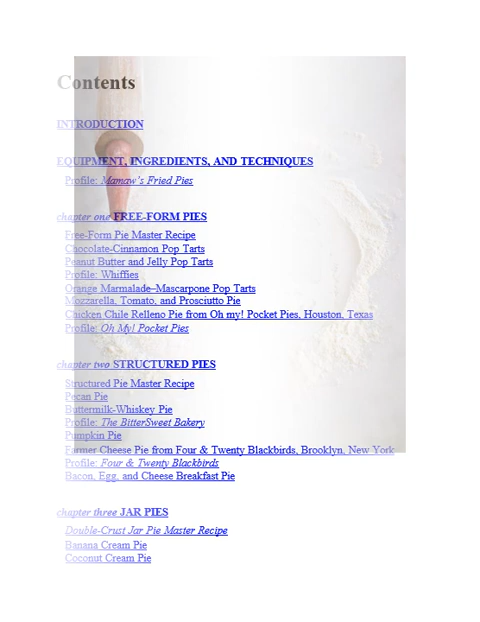 Contents
INTRODUCTION
EQUIPMENT, INGREDIENTS, AND TECHNIQUES
Profile: Mamaw's Fried Pies
chapter one FREE-FORM PIES
Free-Form Pie Master Recipe
Chocolate-Cinnamon Pop Tarts
Peanut Butter and Jelly Pop Tarts
Profile: Whiffies
Orange Marmalade–Mascarpone Pop Tarts
Mozzarella, Tomato, and Prosciutto Pie
Chicken Chile Relleno Pie from Oh my! Pocket Pies, Houston, Texas
Profile: Oh My! Pocket Pies
chapter two STRUCTURED PIES
Structured Pie Master Recipe
Pecan Pie
Buttermilk-Whiskey Pie
Profile: The BitterSweet Bakery
Pumpkin Pie
Farmer Cheese Pie from Four & Twenty Blackbirds, Brooklyn, New York
Profile: Four & Twenty Blackbirds
Bacon, Egg, and Cheese Breakfast Pie
chapter three JAR PIES
Double-Crust Jar Pie Master Recipe
Banana Cream Pie
Coconut Cream Pie